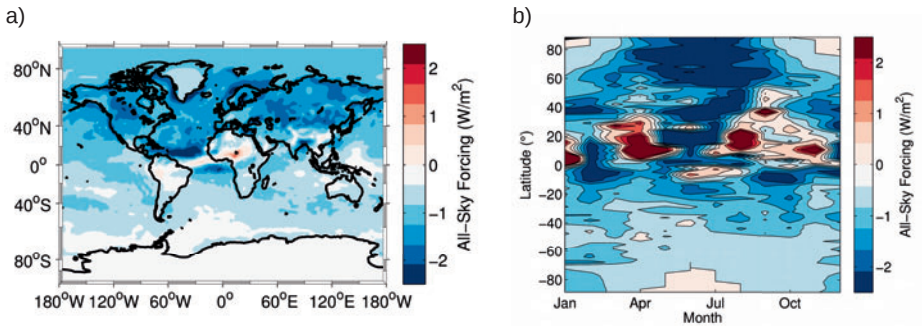 a)
80°N
40°N
0°
40°S
80°S
180°W 120°W 60°W 0° 60°E 120°E 180°W
2
1
0
−1
−2
All−Sky Forcing (W/m²)
b)
80
60
40
20
0
−20
−40
−60
−80
Latitude (°)
Jan Apr Jul Oct
Month
2
1
0
−1
−2
All−Sky Forcing (W/m²)